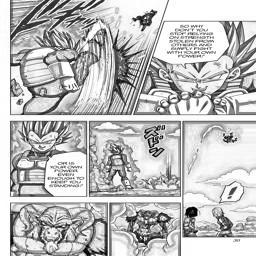 SO WHY
DON'T YOU
STOP RELYING
ON STRENGTH
STOLEN FROM
OTHERS AND
SIMPLY FIGHT
WITH YOUR OWN
POWER?
OR IS
YOUR OWN
POWER
EVEN
ENOUGH TO
KEEP YOU
STANDING?
!